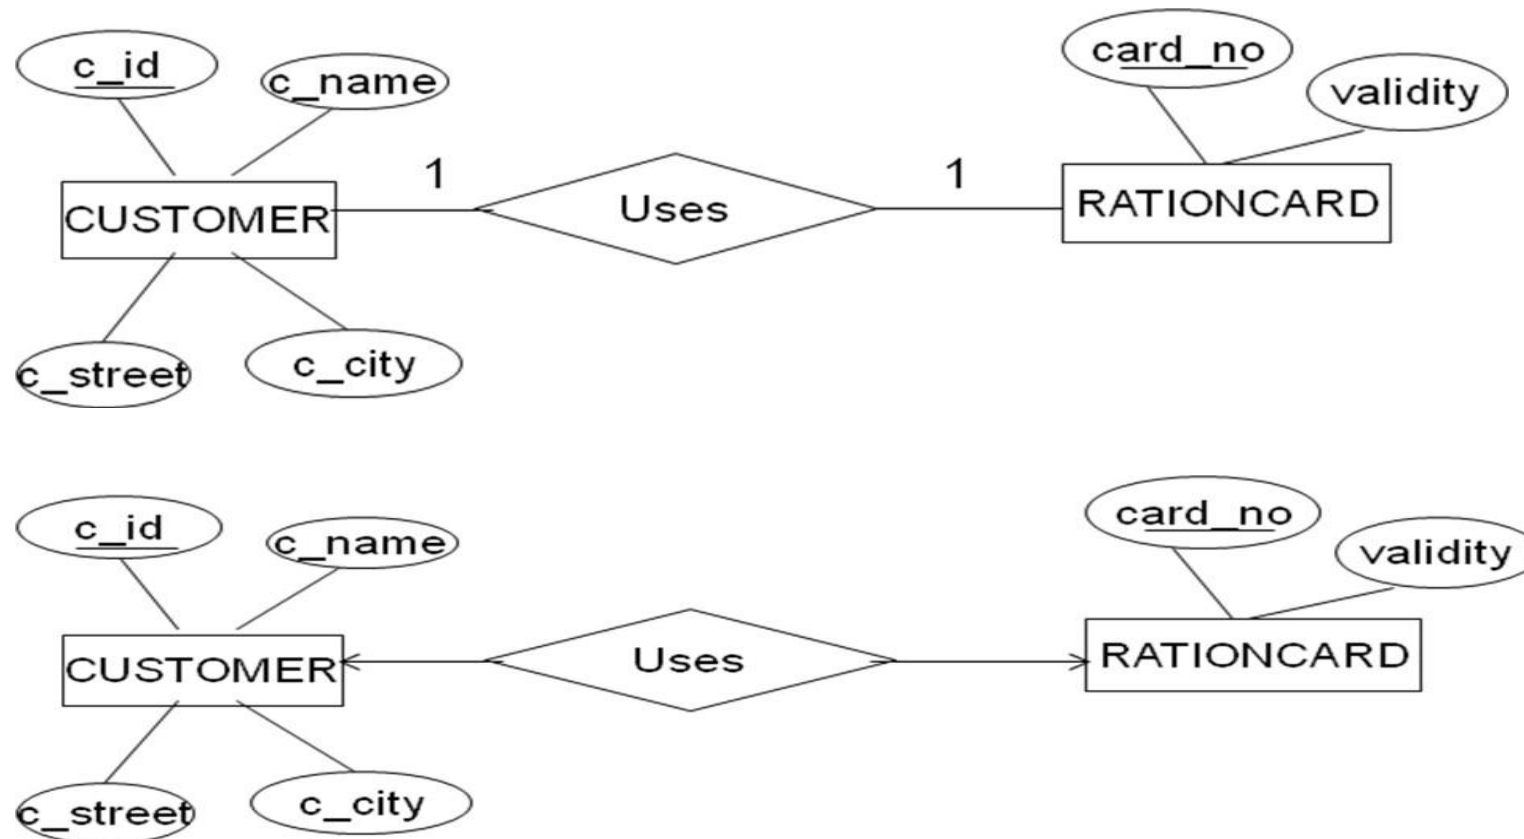 c_id
c_name
card_no
validity
1
1
CUSTOMER
Uses
RATIONCARD
c_street
c_city
c_id
c_name
card_no
validity
CUSTOMER
Uses
RATIONCARD
c_street
c_city